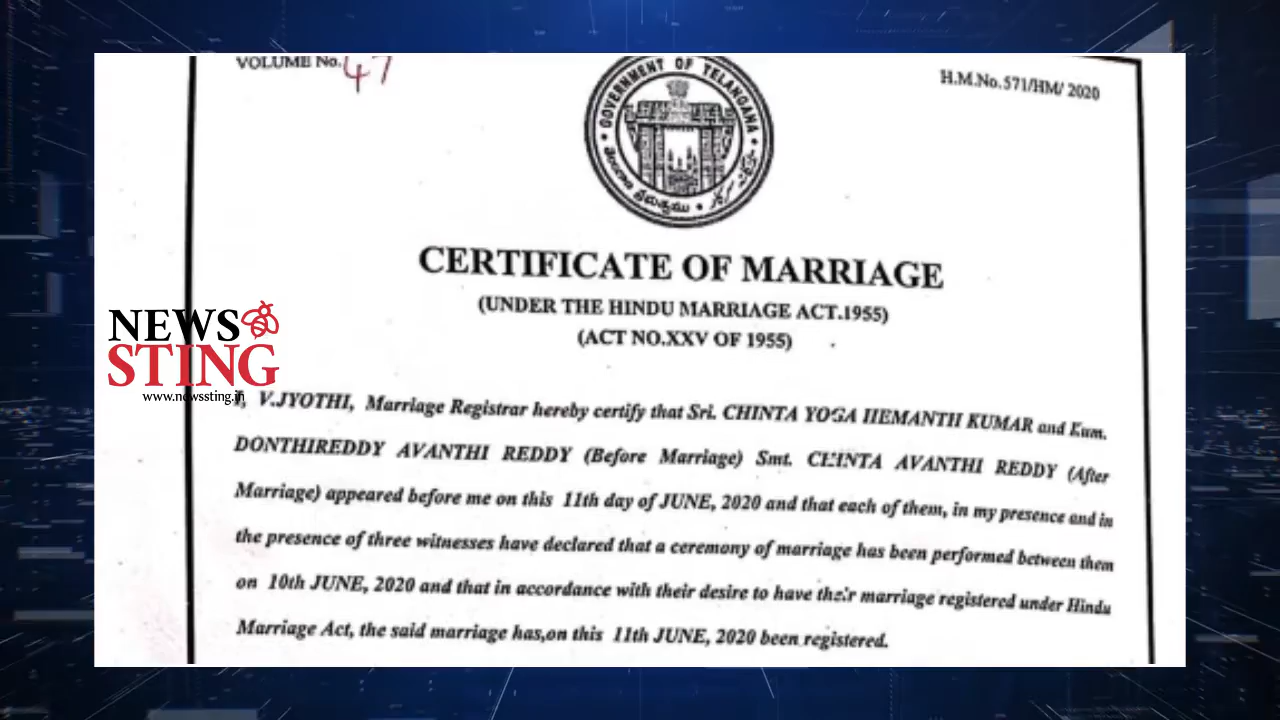 VOLUME No. 47
H.M.No. 571/HM/ 2020
GOVERNMENT OF TELANGANA
తెలంగాణ ప్రభుత్వము
CERTIFICATE OF MARRIAGE
(UNDER THE HINDU MARRIAGE ACT.1955)
(ACT NO.XXV OF 1955)
NEWS
STING
www.newssting.in
I, V.JYOTHI, Marriage Registrar hereby certify that Sri. CHINTA YOGA HEMANTH KUMAR and Kum.
DONTHIREDDY AVANTHI REDDY (Before Marriage) Smt. CHINTA AVANTHI REDDY (After
Marriage) appeared before me on this 11th day of JUNE, 2020 and that each of them, in my presence and in
the presence of three witnesses have declared that a ceremony of marriage has been performed between them
on 10th JUNE, 2020 and that in accordance with their desire to have their marriage registered under Hindu
Marriage Act, the said marriage has,on this 11th JUNE, 2020 been registered.